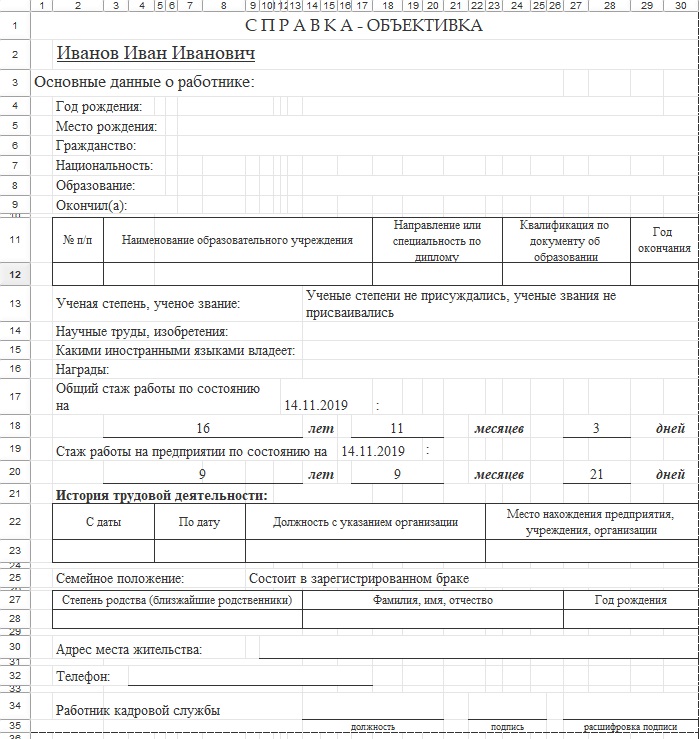 1 2 3 4 5 6 7 8 9 10 11 12 13 14 15 16 17 18 19 20 21 22 23 24 25 26 27 28 29 30
1 С П Р А В К А - ОБЪЕКТИВКА
2 Иванов Иван Иванович
3 Основные данные о работнике:
4 Год рождения:
5 Место рождения:
6 Гражданство:
7 Национальность:
8 Образование:
9 Окончил(а):
10
11 № п/п Наименование образовательного учреждения Направление или Квалификация по Год
специальность по документу об окончания
диплому образовании
12
13 Ученая степень, ученое звание: Ученые степени не присуждались, ученые звания не
присваивались
14 Научные труды, изобретения:
15 Какими иностранными языками владеет:
16 Награды:
17 Общий стаж работы по состоянию
на 14.11.2019 :
18 16 лет 11 месяцев 3 дней
19 Стаж работы на предприятии по состоянию на 14.11.2019 :
20 9 лет 9 месяцев 21 дней
21 История трудовой деятельности:
22 С даты По дату Должность с указанием организации Место нахождения предприятия,
учреждения, организации
23
24
25 Семейное положение: Состоит в зарегистрированном браке
27 Степень родства (близжайшие родственники) Фамилия, имя, отчество Год рождения
28
29
30 Адрес места жительства:
31
32 Телефон:
33
34 Работник кадровой службы
35 должность подпись расшифровка подписи
36